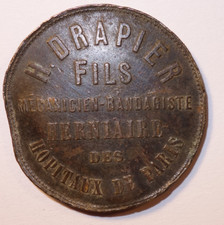 H. DRAPIER
FILS
MÉCANICIEN-BANDAGISTE
HERNIAIRE
DES
HOPITAUX DE PARIS